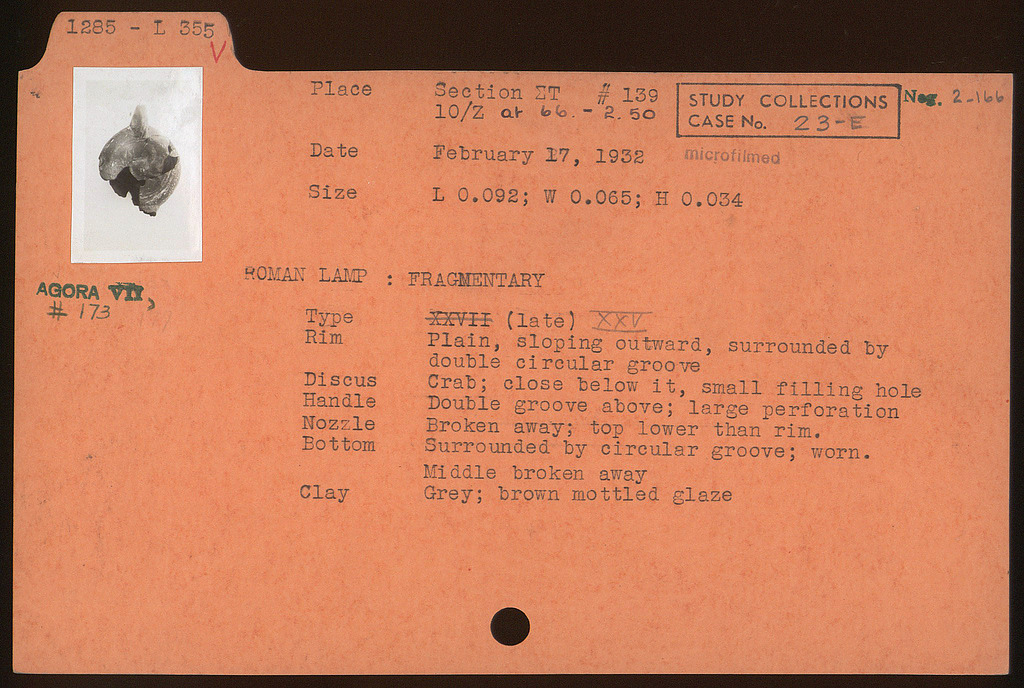 1285 - L 355
V
Place Section ΣΤ # 139
10/Z at 66. - 2.50
STUDY COLLECTIONS
CASE No. 23-E
Neg. 2-166
Date February 17, 1932
microfilmed
Size L 0.092; W 0.065; H 0.034
ROMAN LAMP : FRAGMENTARY
AGORA VII,
# 173
Type XXVII (late) XXV
Rim Plain, sloping outward, surrounded by
double circular groove
Discus Crab; close below it, small filling hole
Handle Double groove above; large perforation
Nozzle Broken away; top lower than rim.
Bottom Surrounded by circular groove; worn.
Middle broken away
Clay Grey; brown mottled glaze